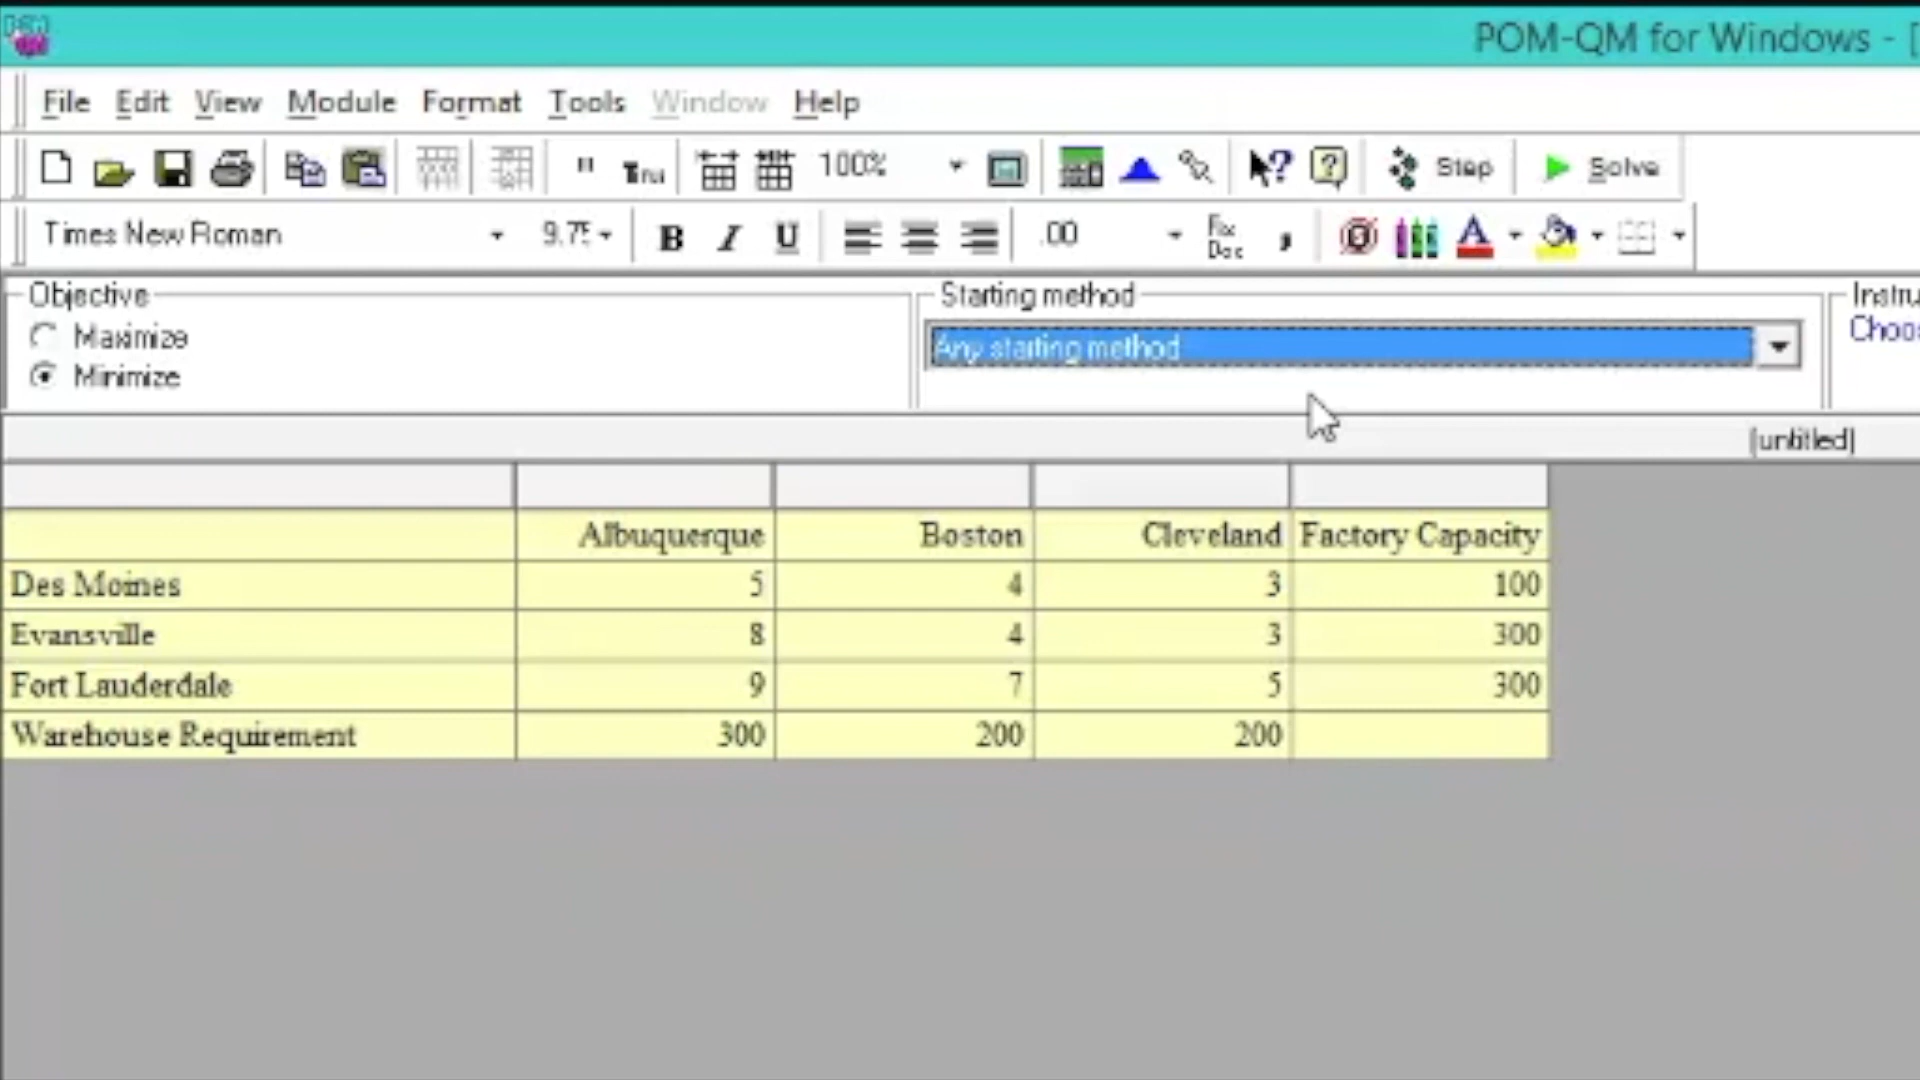 POM-QM for Windows - [
File Edit View Module Format Tools Window Help
100% Step Solve
Times New Roman 9.75 B I U .00 Fix Dec ,
Objective
Starting method
Maximize
Any starting method
Minimize
(untitled)
Albuquerque Boston Cleveland Factory Capacity
Des Moines 5 4 3 100
Evansville 8 4 3 300
Fort Lauderdale 9 7 5 300
Warehouse Requirement 300 200 200